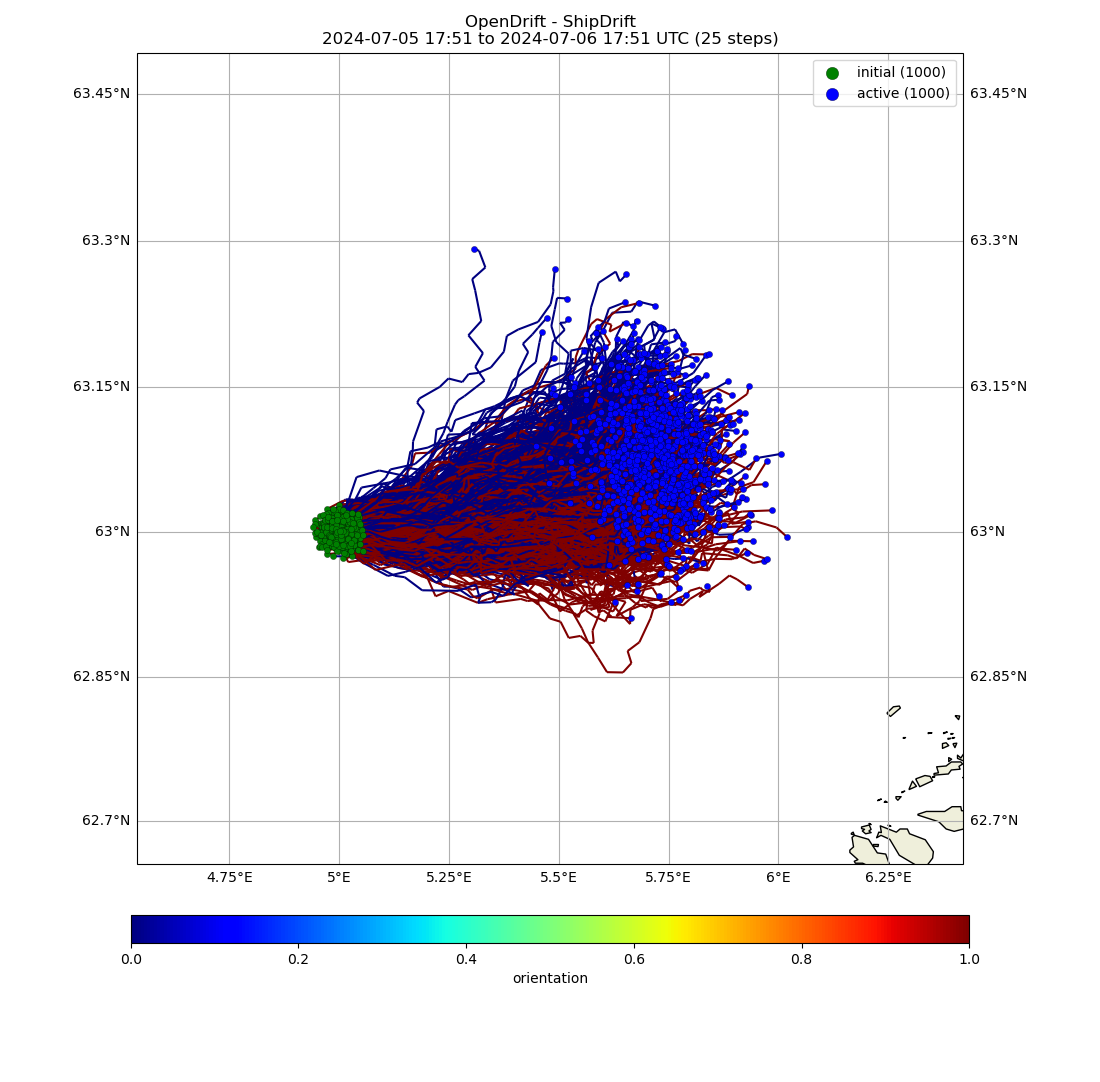 OpenDrift - ShipDrift
2024-07-05 17:51 to 2024-07-06 17:51 UTC (25 steps)
initial (1000)
active (1000)
63.45°N
63.45°N
63.3°N
63.3°N
63.15°N
63.15°N
63°N
63°N
62.85°N
62.85°N
62.7°N
62.7°N
4.75°E 5°E 5.25°E 5.5°E 5.75°E 6°E 6.25°E
0.0 0.2 0.4 0.6 0.8 1.0
orientation